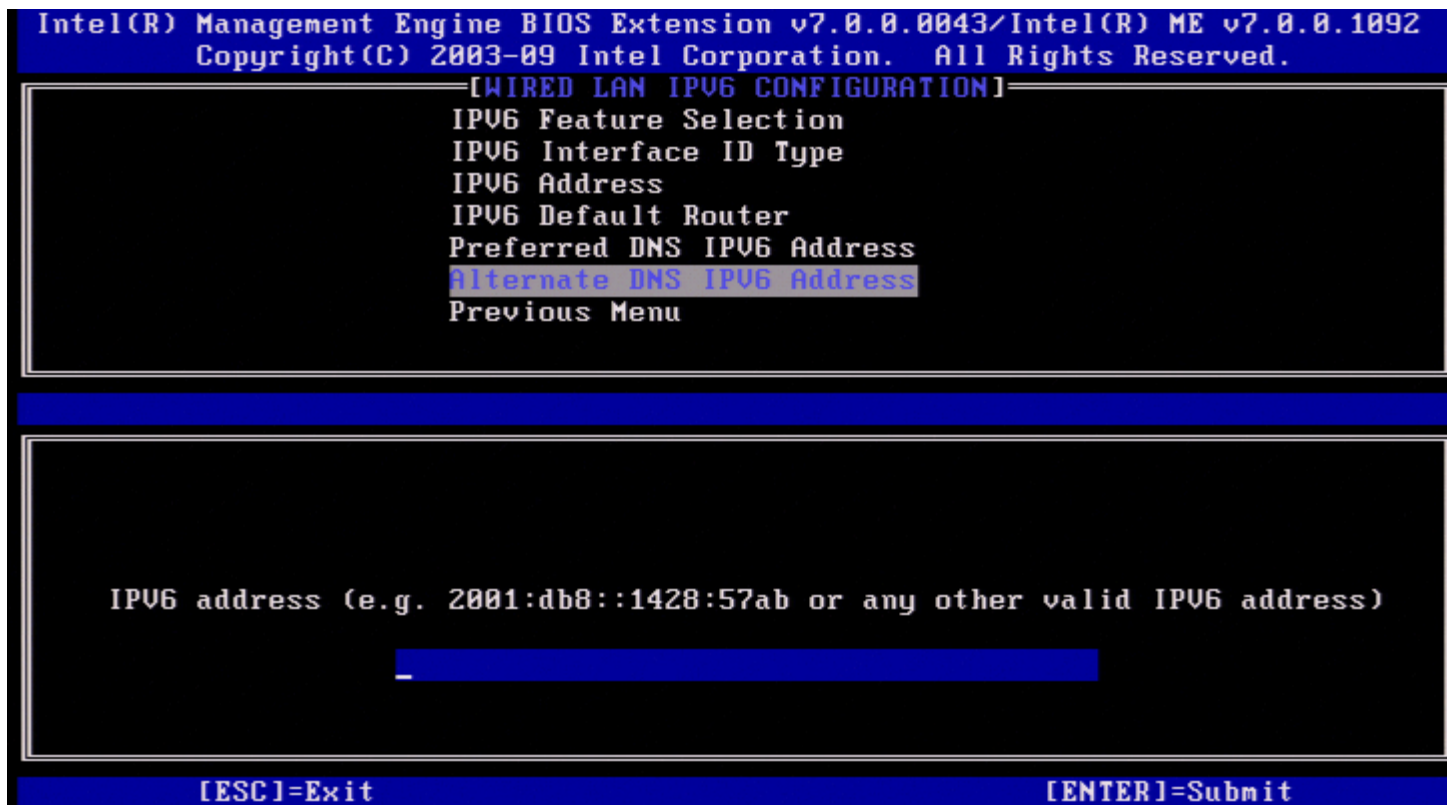 Intel(R) Management Engine BIOS Extension v7.0.0.0043/Intel(R) ME v7.0.0.1092
Copyright(C) 2003-09 Intel Corporation. All Rights Reserved.
[WIRED LAN IPV6 CONFIGURATION]
IPV6 Feature Selection
IPV6 Interface ID Type
IPV6 Address
IPV6 Default Router
Preferred DNS IPV6 Address
Alternate DNS IPV6 Address
Previous Menu
IPV6 address (e.g. 2001:db8::1428:57ab or any other valid IPV6 address)
[ESC]=Exit [ENTER]=Submit